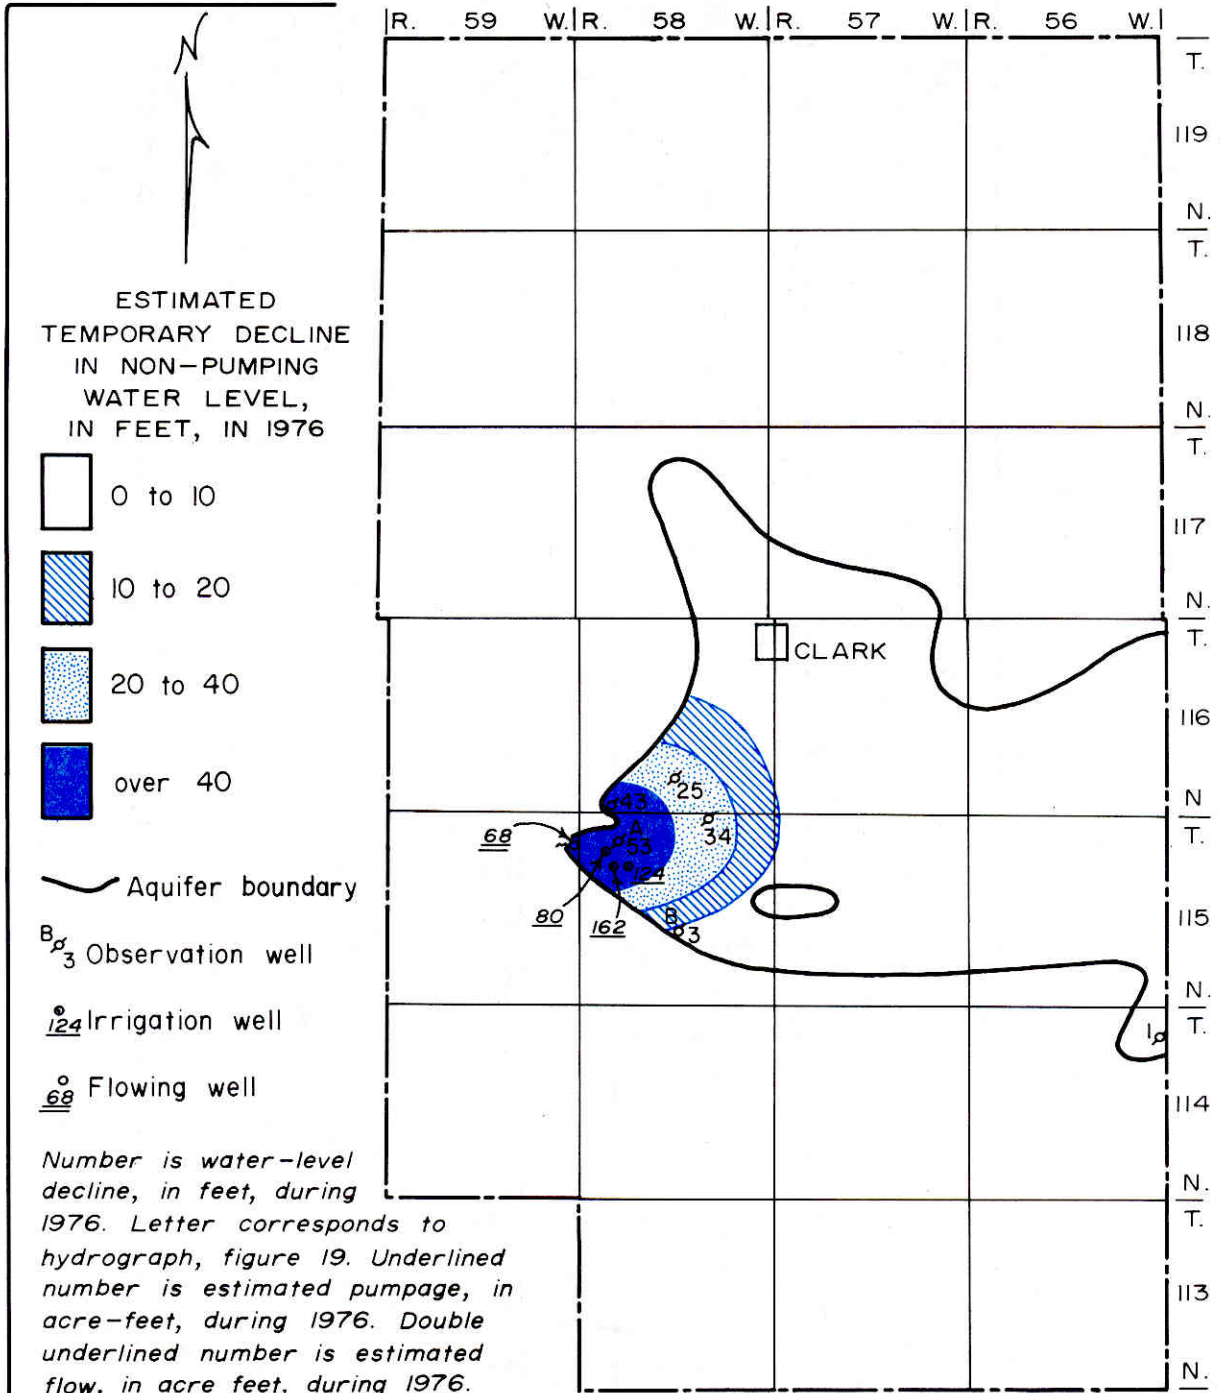 R. 59 W. R. 58 W. R. 57 W. R. 56 W.
N
T.
119
N.
T.
118
N.
T.
117
N.
T.
116
N
T.
115
N.
T.
114
N.
T.
113
N.
ESTIMATED
TEMPORARY DECLINE
IN NON-PUMPING
WATER LEVEL,
IN FEET, IN 1976
0 to 10
10 to 20
20 to 40
over 40
Aquifer boundary
B
3 Observation well
124 Irrigation well
68 Flowing well
Number is water-level
decline, in feet, during
1976. Letter corresponds to
hydrograph, figure 19. Underlined
number is estimated pumpage, in
acre-feet, during 1976. Double
underlined number is estimated
flow, in acre feet, during 1976.
CLARK
25
43
34
A
53
68
124
80
162
B
3
1